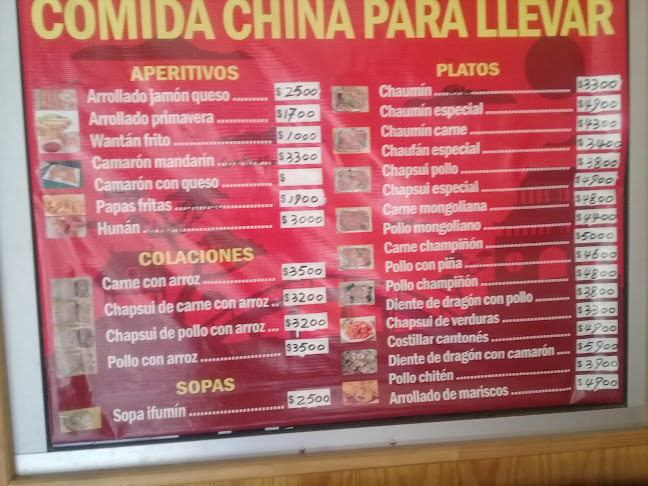 COMIDA CHINA PARA LLEVAR
APERITIVOS
Arrollado jamón queso ......... $2500
Arrollado primavera ............ $1700
Wantán frito ...................... $1000
Camarón mandarín ............ $3300
Camarón con queso ........... $
Papas fritas ...................... $1900
Hunán ............................. $3000
COLACIONES
Carne con arroz ................. $3500
Chapsui de carne con arroz .. $3200
Chapsui de pollo con arroz ... $3200
Pollo con arroz .................. $3500
SOPAS
Sopa ifumín ...................... $2500
PLATOS
Chaumín .......................... $3300
Chaumín especial ............... $4900
Chaumín carne .................. $4300
Chaufán especial ................ $3400
Chapsui pollo .................... $3800
Chapsui especial ................ $4900
Carne mongoliana .............. $4800
Pollo mongoliano ............... $4400
Carne champiñón ............... $5000
Pollo con piña ................... $4600
Pollo champiñón ................ $4800
Diente de dragón con pollo ... $3800
Chapsui de verduras ........... $3300
Costillar cantonés .............. $4900
Diente de dragón con camarón .... $5900
Pollo chitén ...................... $3900
Arrollado de mariscos ......... $4900